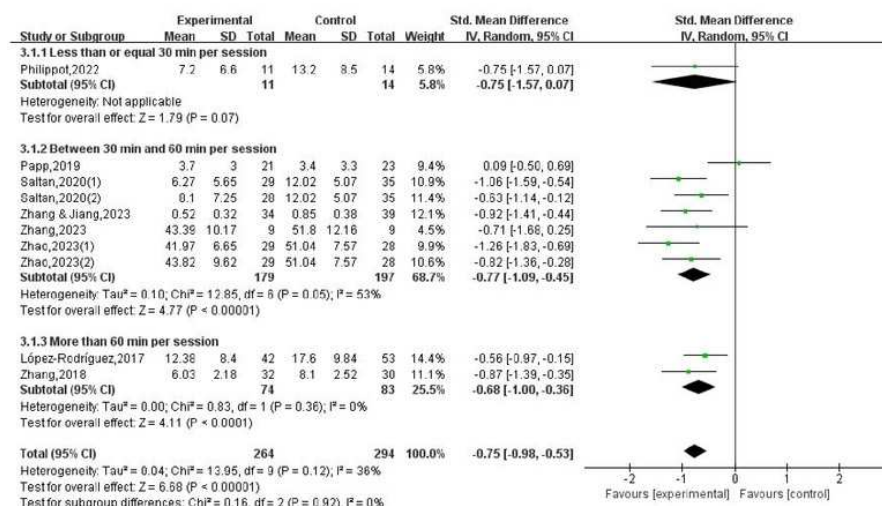 Experimental Control Std. Mean Difference Std. Mean Difference
Study or Subgroup Mean SD Total Mean SD Total Weight IV, Random, 95% CI IV, Random, 95% CI
3.1.1 Less than or equal 30 min per session
Philippot,2022 7.2 6.6 11 13.2 8.5 14 5.8% -0.75 [-1.57, 0.07]
Subtotal (95% CI) 11 14 5.8% -0.75 [-1.57, 0.07]
Heterogeneity: Not applicable
Test for overall effect: Z = 1.79 (P = 0.07)
3.1.2 Between 30 min and 60 min per session
Papp,2019 3.7 3 21 3.4 3.3 23 9.4% 0.09 [-0.50, 0.69]
Saltan,2020(1) 6.27 5.65 29 12.02 5.07 35 10.9% -1.06 [-1.59, -0.54]
Saltan,2020(2) 8.1 7.25 28 12.02 5.07 35 11.5% -0.63 [-1.14, -0.12]
Zhang & Jiang,2023 0.52 0.32 34 0.85 0.38 39 12.1% -0.92 [-1.41, -0.44]
Zhang,2023 43.39 10.17 9 51.8 12.16 9 4.5% -0.71 [-1.68, 0.25]
Zhao,2023(1) 41.97 6.65 29 51.04 7.57 28 9.9% -1.26 [-1.83, -0.69]
Zhao,2023(2) 43.82 9.62 29 51.04 7.57 28 10.6% -0.82 [-1.36, -0.28]
Subtotal (95% CI) 179 197 68.7% -0.77 [-1.09, -0.45]
Heterogeneity: Tau² = 0.10; Chi² = 12.85, df = 6 (P = 0.05); I² = 53%
Test for overall effect: Z = 4.77 (P < 0.00001)
3.1.3 More than 60 min per session
López-Rodríguez,2017 12.38 8.4 42 17.6 9.84 53 14.4% -0.56 [-0.97, -0.15]
Zhang,2018 6.03 2.18 32 8.1 2.52 30 11.1% -0.87 [-1.39, -0.35]
Subtotal (95% CI) 74 83 25.5% -0.68 [-1.00, -0.36]
Heterogeneity: Tau² = 0.00; Chi² = 0.83, df = 1 (P = 0.36); I² = 0%
Test for overall effect: Z = 4.11 (P < 0.0001)
Total (95% CI) 264 294 100.0% -0.75 [-0.98, -0.53]
Heterogeneity: Tau² = 0.04; Chi² = 13.95, df = 9 (P = 0.12); I² = 36%
Test for overall effect: Z = 6.68 (P < 0.00001)
Test for subgroup differences: Chi² = 0.16, df = 2 (P = 0.92), I² = 0%
-2 -1 0 1 2
Favours [experimental] Favours [control]